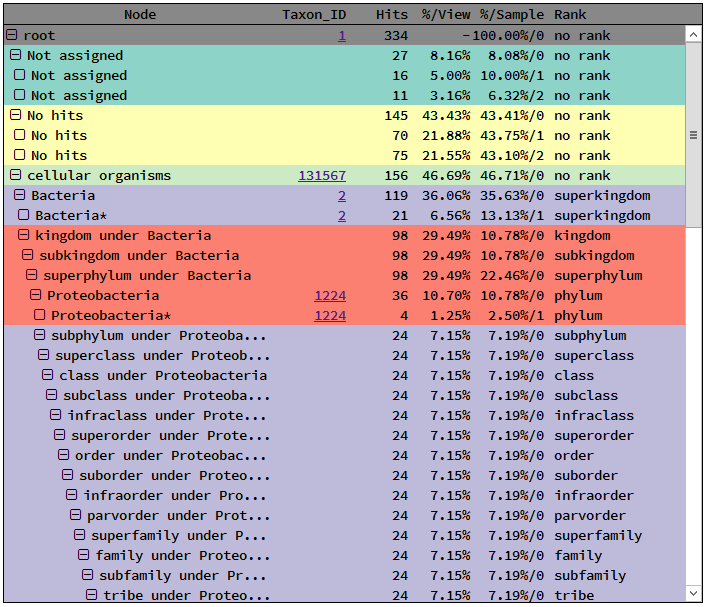 Node Taxon_ID Hits %/View %/Sample Rank
root 1 334 -100.00%/0 no rank
Not assigned 27 8.16% 8.08%/0 no rank
Not assigned 16 5.00% 10.00%/1 no rank
Not assigned 11 3.16% 6.32%/2 no rank
No hits 145 43.43% 43.41%/0 no rank
No hits 70 21.88% 43.75%/1 no rank
No hits 75 21.55% 43.10%/2 no rank
cellular organisms 131567 156 46.69% 46.71%/0 no rank
Bacteria 2 119 36.06% 35.63%/0 superkingdom
Bacteria* 2 21 6.56% 13.13%/1 superkingdom
kingdom under Bacteria 98 29.49% 10.78%/0 kingdom
subkingdom under Bacteria 98 29.49% 10.78%/0 subkingdom
superphylum under Bacteria 98 29.49% 22.46%/0 superphylum
Proteobacteria 1224 36 10.70% 10.78%/0 phylum
Proteobacteria* 1224 4 1.25% 2.50%/1 phylum
subphylum under Proteoba... 24 7.15% 7.19%/0 subphylum
superclass under Proteob... 24 7.15% 7.19%/0 superclass
class under Proteobacteria 24 7.15% 7.19%/0 class
subclass under Proteoba... 24 7.15% 7.19%/0 subclass
infraclass under Prote... 24 7.15% 7.19%/0 infraclass
superorder under Prote... 24 7.15% 7.19%/0 superorder
order under Proteobac... 24 7.15% 7.19%/0 order
suborder under Proteo... 24 7.15% 7.19%/0 suborder
infraorder under Pro... 24 7.15% 7.19%/0 infraorder
parvorder under Prot... 24 7.15% 7.19%/0 parvorder
superfamily under P... 24 7.15% 7.19%/0 superfamily
family under Proteo... 24 7.15% 7.19%/0 family
subfamily under Pr... 24 7.15% 7.19%/0 subfamily
tribe under Proteo... 24 7.15% 7.19%/0 tribe